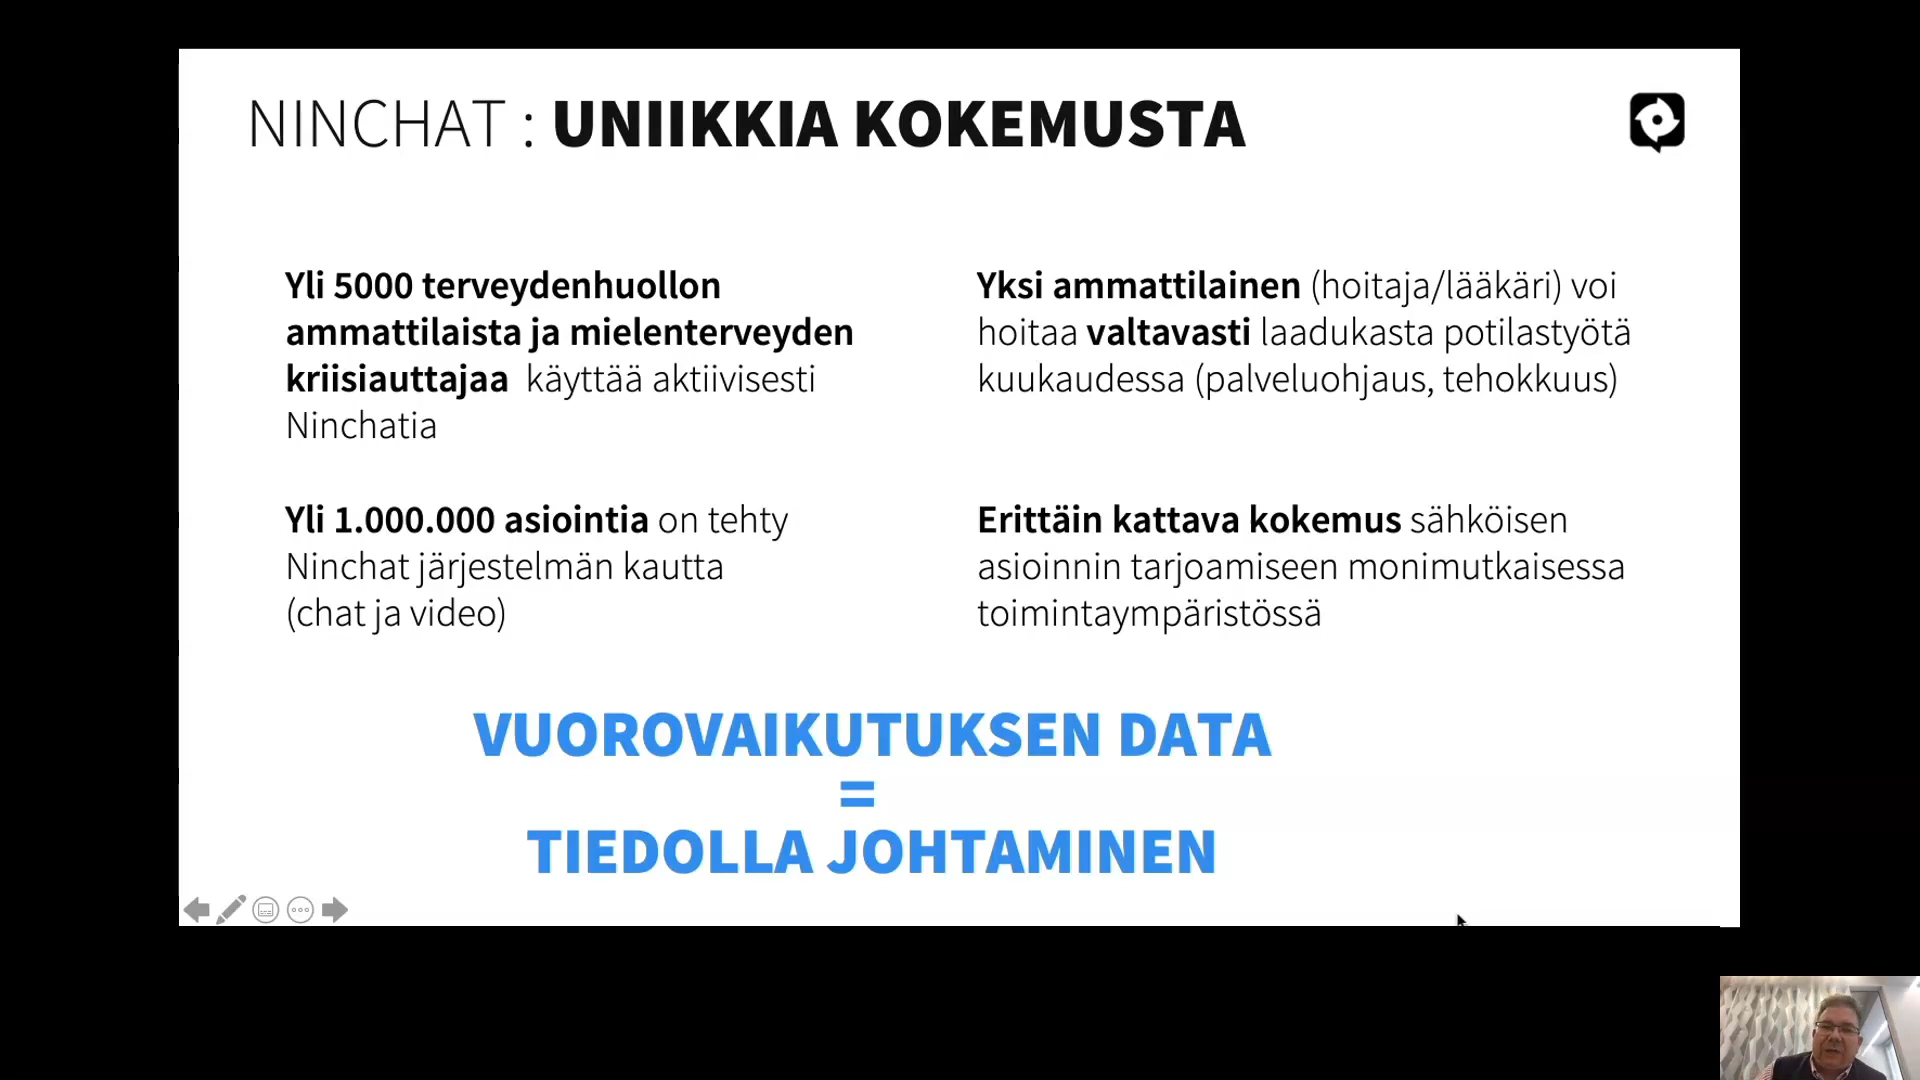 NINCHAT : UNIIKKIA KOKEMUSTA
Yli 5000 terveydenhuollon
ammattilaista ja mielenterveyden
kriisiauttajaa  käyttää aktiivisesti
Ninchatia
Yksi ammattilainen (hoitaja/lääkäri) voi
hoitaa valtavasti laadukasta potilastyötä
kuukaudessa (palveluohjaus, tehokkuus)
Yli 1.000.000 asiointia on tehty
Ninchat järjestelmän kautta
(chat ja video)
Erittäin kattava kokemus sähköisen
asioinnin tarjoamiseen monimutkaisessa
toimintaympäristössä
VUOROVAIKUTUKSEN DATA
=
TIEDOLLA JOHTAMINEN